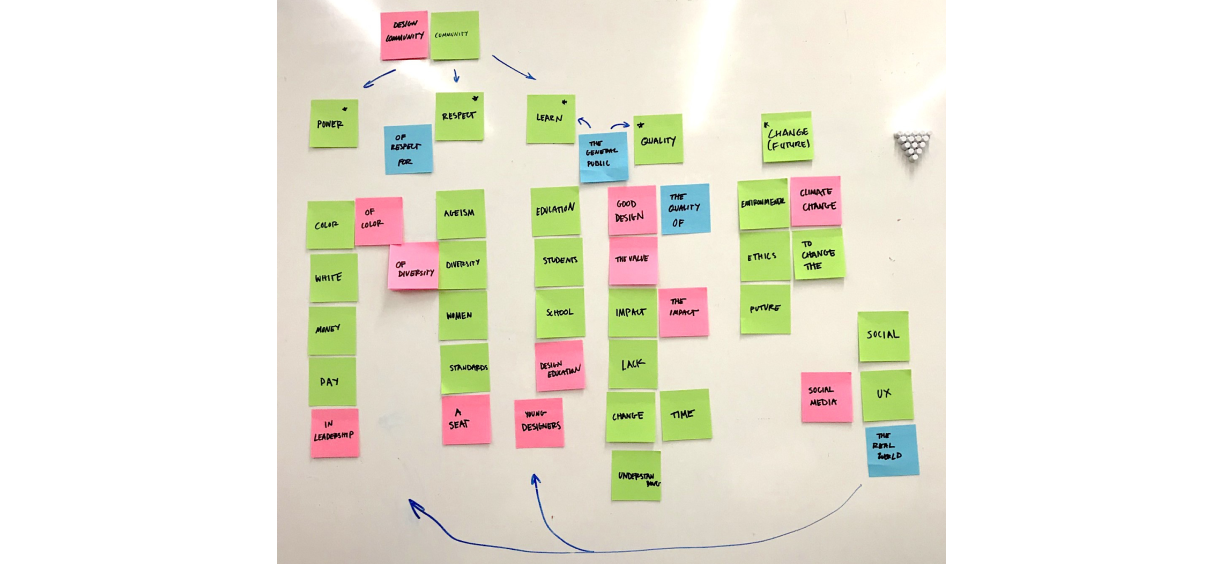 DESIGN
COMMUNITY
COMMUNITY
* POWER
OF
RESPECT
FOR
* RESPECT
* LEARN
THE
GENERAL
PUBLIC
* QUALITY
* CHANGE
(FUTURE)
COLOR
OF
COLOR
WHITE
MONEY
PAY
IN
LEADERSHIP
AGEISM
OF
DIVERSITY
DIVERSITY
WOMEN
STANDARDS
A
SEAT
EDUCATION
STUDENTS
SCHOOL
DESIGN
EDUCATION
YOUNG
DESIGNERS
GOOD
DESIGN
THE
QUALITY
OF
THE VALUE
IMPACT
THE
IMPACT
LACK
CHANGE
TIME
UNDERSTAN
DING
ENVIRONMENTAL
CLIMATE
CHANGE
ETHICS
TO
CHANGE
THE
FUTURE
SOCIAL
SOCIAL
MEDIA
UX
THE
REAL
WORLD